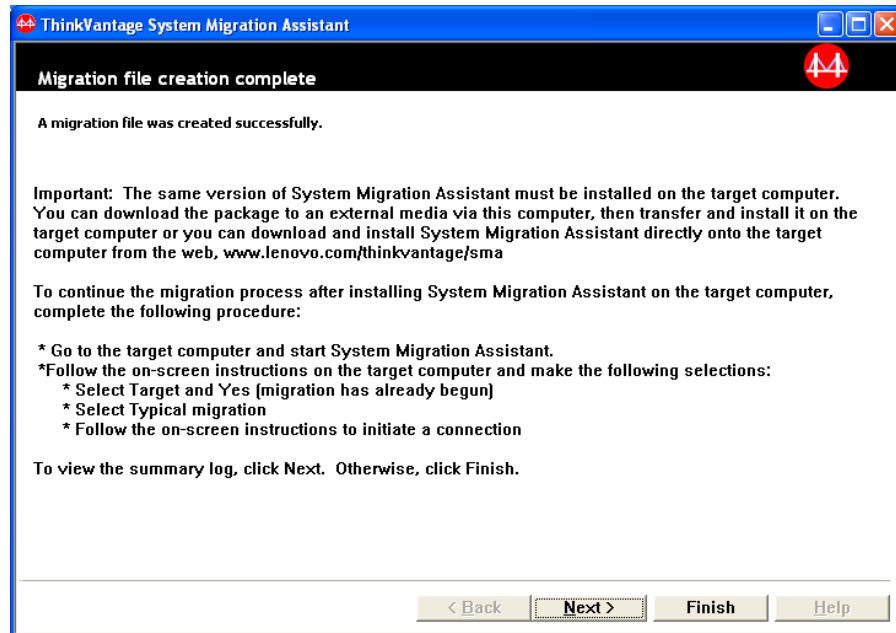 ThinkVantage System Migration Assistant
Migration file creation complete
A migration file was created successfully.
Important:  The same version of System Migration Assistant must be installed on the target computer.
You can download the package to an external media via this computer, then transfer and install it on the
target computer or you can download and install System Migration Assistant directly onto the target
computer from the web, www.lenovo.com/thinkvantage/sma
To continue the migration process after installing System Migration Assistant on the target computer,
complete the following procedure:
* Go to the target computer and start System Migration Assistant.
*Follow the on-screen instructions on the target computer and make the following selections:
* Select Target and Yes (migration has already begun)
* Select Typical migration
* Follow the on-screen instructions to initiate a connection
To view the summary log, click Next.  Otherwise, click Finish.
< Back
Next >
Finish
Help